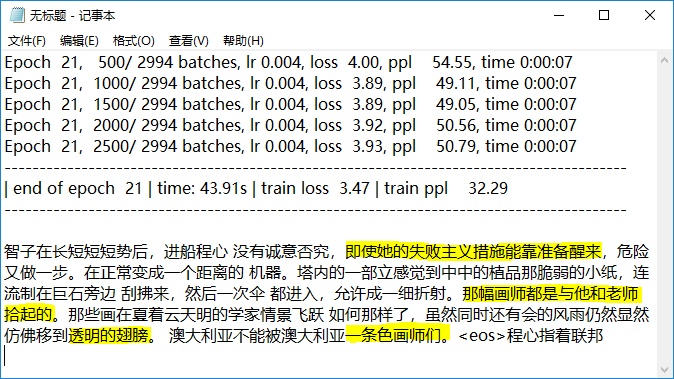 无标题 - 记事本
文件(F) 编辑(E) 格式(O) 查看(V) 帮助(H)
Epoch 21, 500/ 2994 batches, lr 0.004, loss 4.00, ppl 54.55, time 0:00:07
Epoch 21, 1000/ 2994 batches, lr 0.004, loss 3.89, ppl 49.11, time 0:00:07
Epoch 21, 1500/ 2994 batches, lr 0.004, loss 3.89, ppl 49.05, time 0:00:07
Epoch 21, 2000/ 2994 batches, lr 0.004, loss 3.92, ppl 50.56, time 0:00:07
Epoch 21, 2500/ 2994 batches, lr 0.004, loss 3.93, ppl 50.79, time 0:00:07
-----------------------------------------------------------------------------------------
| end of epoch 21 | time: 43.91s | train loss 3.47 | train ppl 32.29
-----------------------------------------------------------------------------------------
智子在长短短短势后，进船程心 没有诚意否究，即使她的失败主义措施能靠准备醒来，危险
又做一步。在正常变成一个距离的 机器。塔内的一部立感觉到中中的植品那脆弱的小纸，连
流制在巨石旁边 刮拂来，然后一次伞 都进入，允许成一细折射。那幅画师都是与他和老师
拾起的。那些画在夏着云天明的学家情景飞跃 如何那样了，虽然同时还有会的风雨仍然显然
仿佛移到透明的翅膀。 澳大利亚不能被澳大利亚一条色画师们。<eos>程心指着联邦